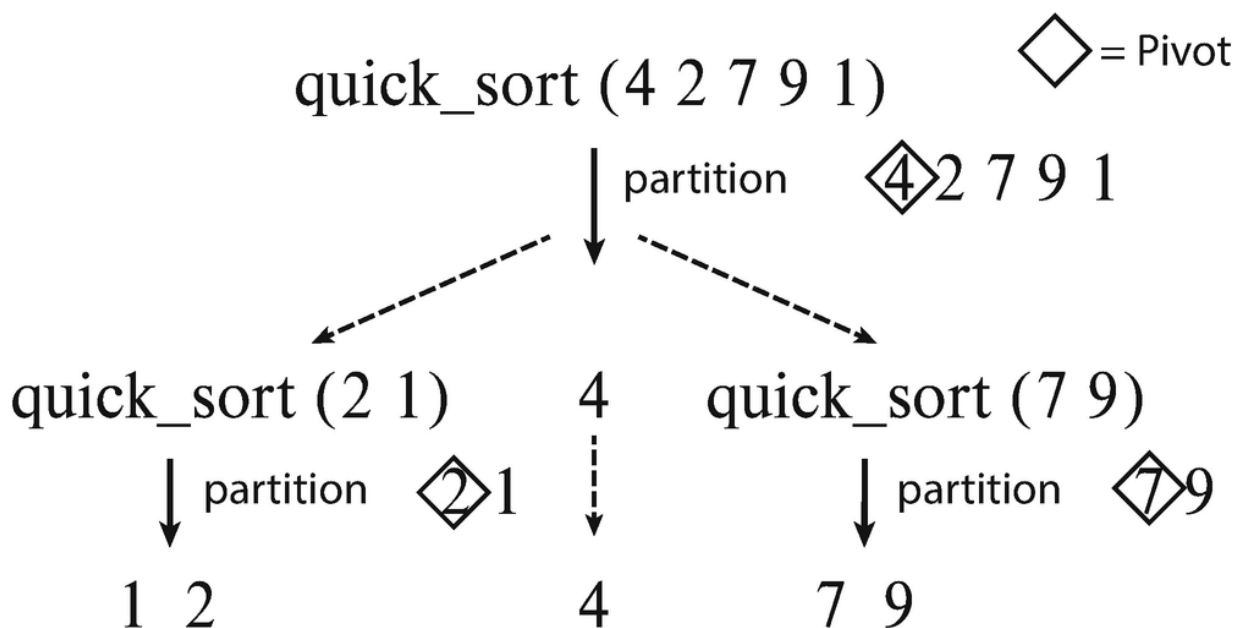 = Pivot
quick_sort (4 2 7 9 1)
partition 4 2 7 9 1
quick_sort (2 1) 4 quick_sort (7 9)
partition 2 1 partition 7 9
1 2 4 7 9